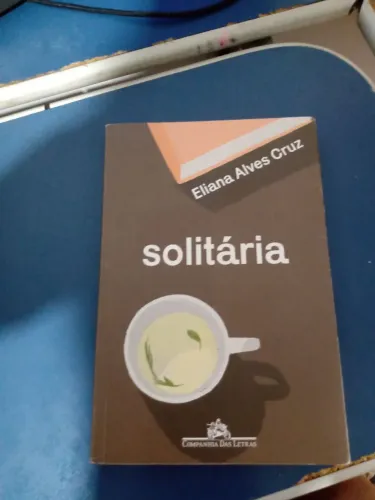 Eliana Alves Cruz
solitária
COMPANHIA DAS LETRAS